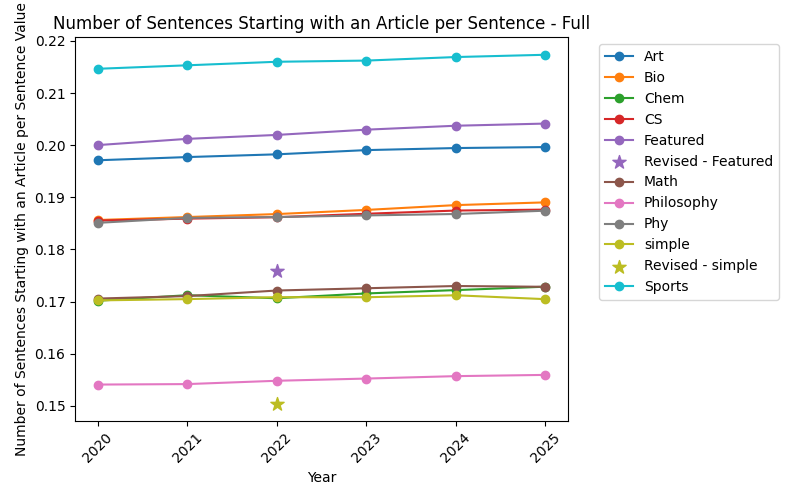 Number of Sentences Starting with an Article per Sentence - Full
Number of Sentences Starting with an Article per Sentence Value
0.22
0.21
0.20
0.19
0.18
0.17
0.16
0.15
2020
2021
2022
2023
2024
2025
Year
Art
Bio
Chem
CS
Featured
Revised - Featured
Math
Philosophy
Phy
simple
Revised - simple
Sports